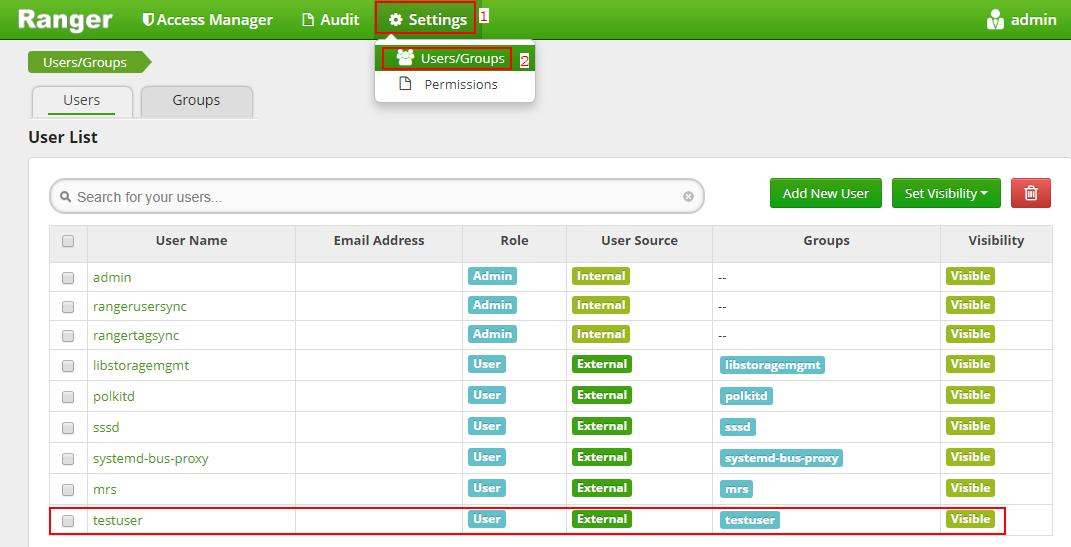 Ranger Access Manager Audit Settings 1 admin
Users/Groups
Users/Groups 2
Permissions
Users Groups
User List
Search for your users... Add New User Set Visibility
User Name Email Address Role User Source Groups Visibility
admin Admin Internal -- Visible
rangerusersync Admin Internal -- Visible
rangertagsync Admin Internal -- Visible
libstoragemgmt User External libstoragemgmt Visible
polkitd User External polkitd Visible
sssd User External sssd Visible
systemd-bus-proxy User External systemd-bus-proxy Visible
mrs User External mrs Visible
testuser User External testuser Visible